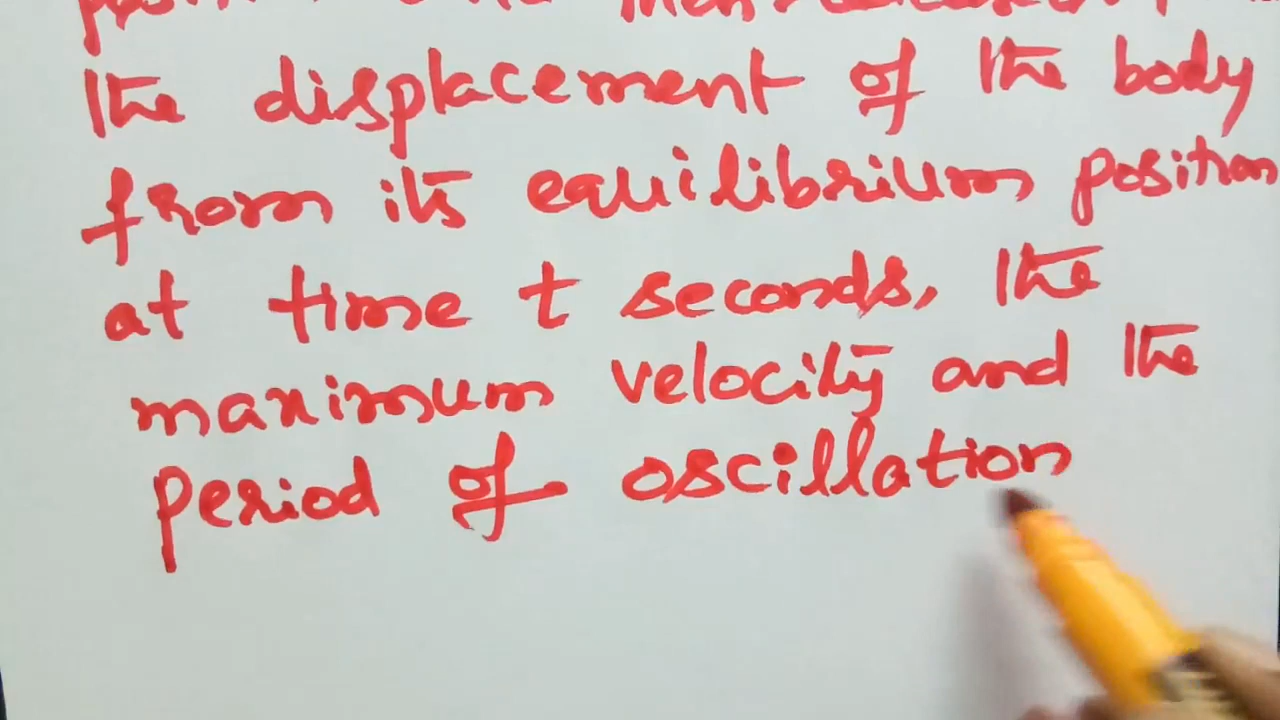 the displacement of the body
from its equilibrium position
at time t seconds, the
maximum velocity and the
period of oscillation